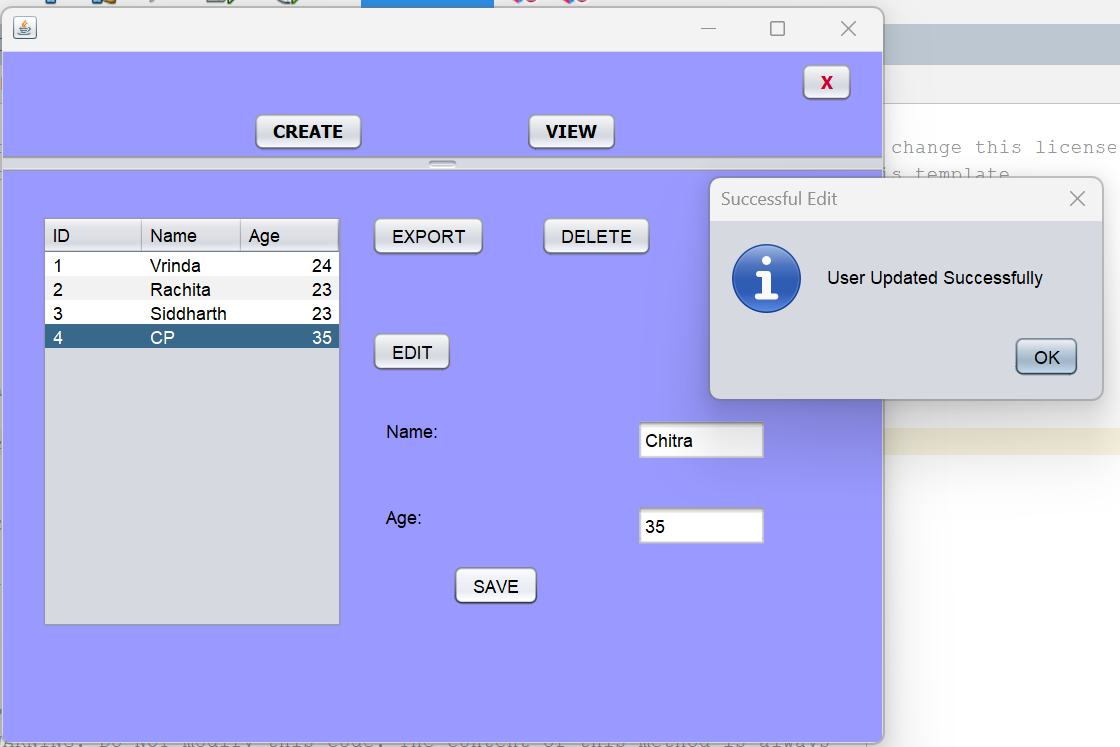 X
CREATE VIEW
change this license
is template
Successful Edit
User Updated Successfully
OK
ID Name Age
1 Vrinda 24
2 Rachita 23
3 Siddharth 23
4 CP 35
EXPORT DELETE
EDIT
Name: Chitra
Age: 35
SAVE